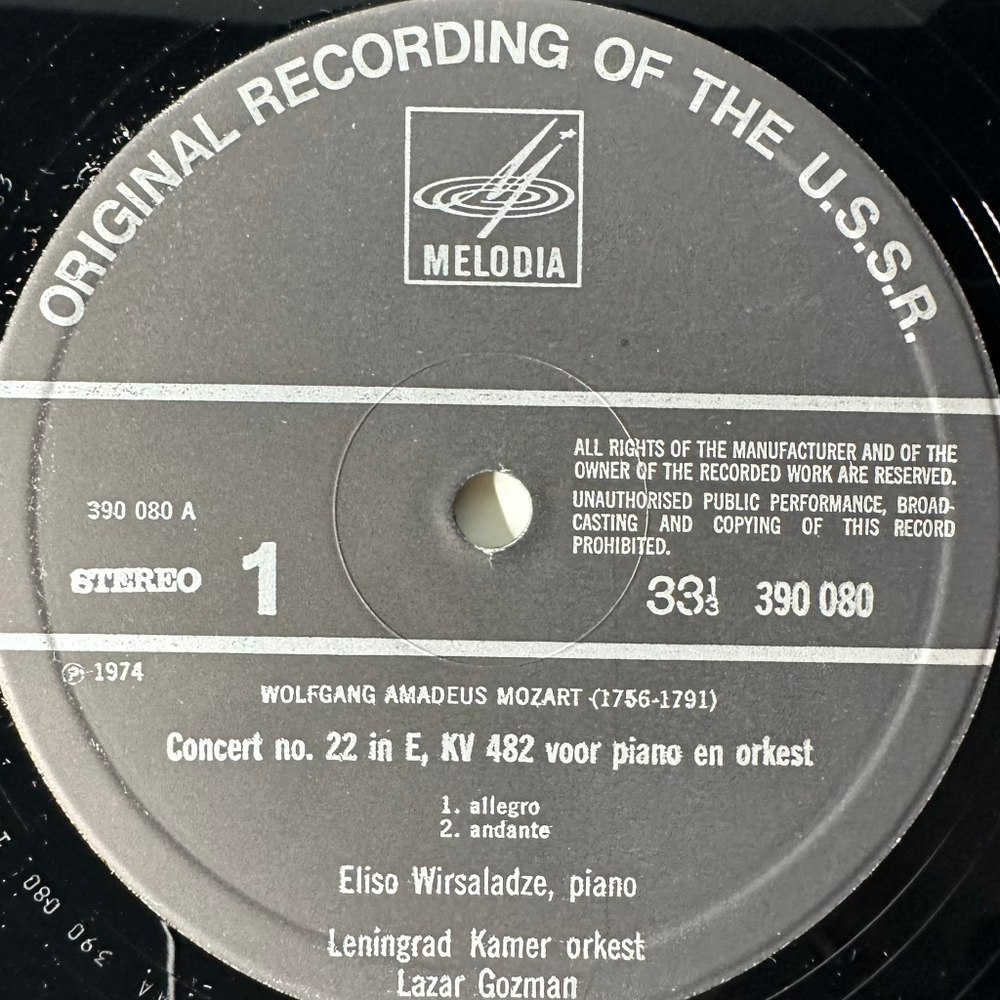 ORIGINAL RECORDING OF THE U.S.S.R.
MELODIA
ALL RIGHTS OF THE MANUFACTURER AND OF THE
OWNER OF THE RECORDED WORK ARE RESERVED.
UNAUTHORISED PUBLIC PERFORMANCE, BROAD-
CASTING AND COPYING OF THIS RECORD
PROHIBITED.
390 080 A
STEREO 1
33⅓ 390 080
℗ 1974
WOLFGANG AMADEUS MOZART (1756-1791)
Concert no. 22 in E, KV 482 voor piano en orkest
1. allegro
2. andante
Eliso Wirsaladze, piano
Leningrad Kamer orkest
Lazar Gozman
390 080 1